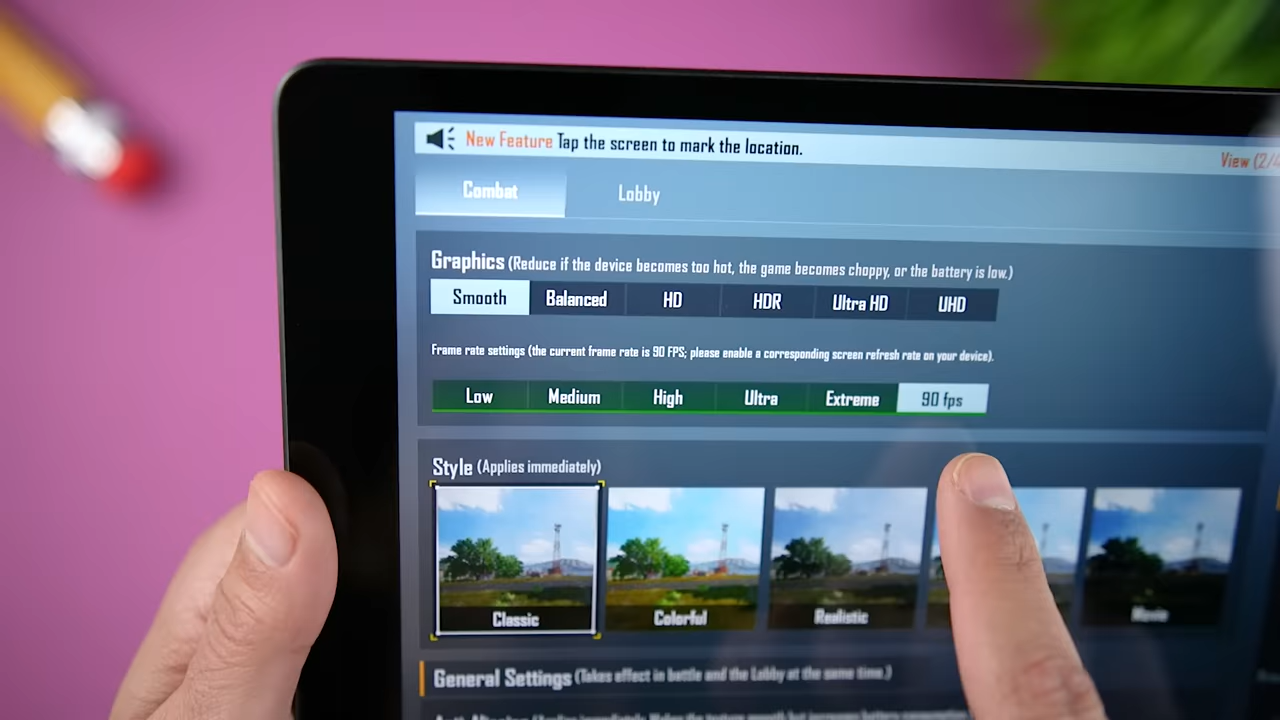 New Feature Tap the screen to mark the location.
View (2/4
Combat Lobby
Graphics (Reduce if the device becomes too hot, the game becomes choppy, or the battery is low.)
Smooth Balanced HD HDR Ultra HD UHD
Frame rate settings (the current frame rate is 90 FPS; please enable a corresponding screen refresh rate on your device).
Low Medium High Ultra Extreme 90 fps
Style (Applies immediately)
Classic Colorful Realistic Movie
General Settings (Takes effect in battle and the Lobby at the same time.)